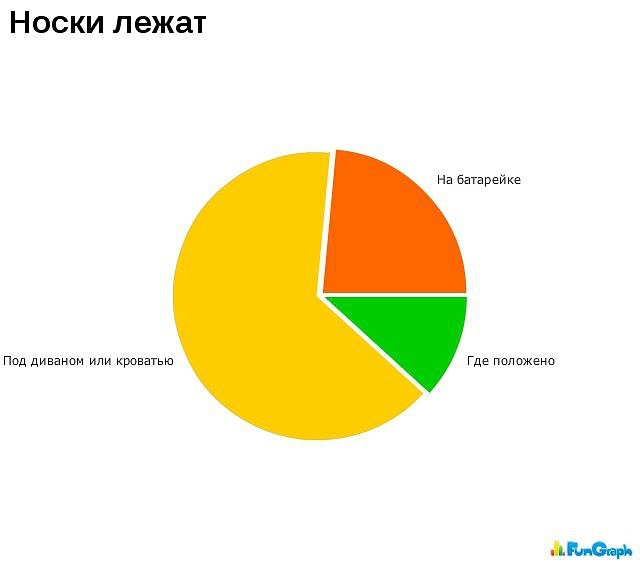 Носки лежат
На батарейке
Под диваном или кроватью
Где положено
FunGraph